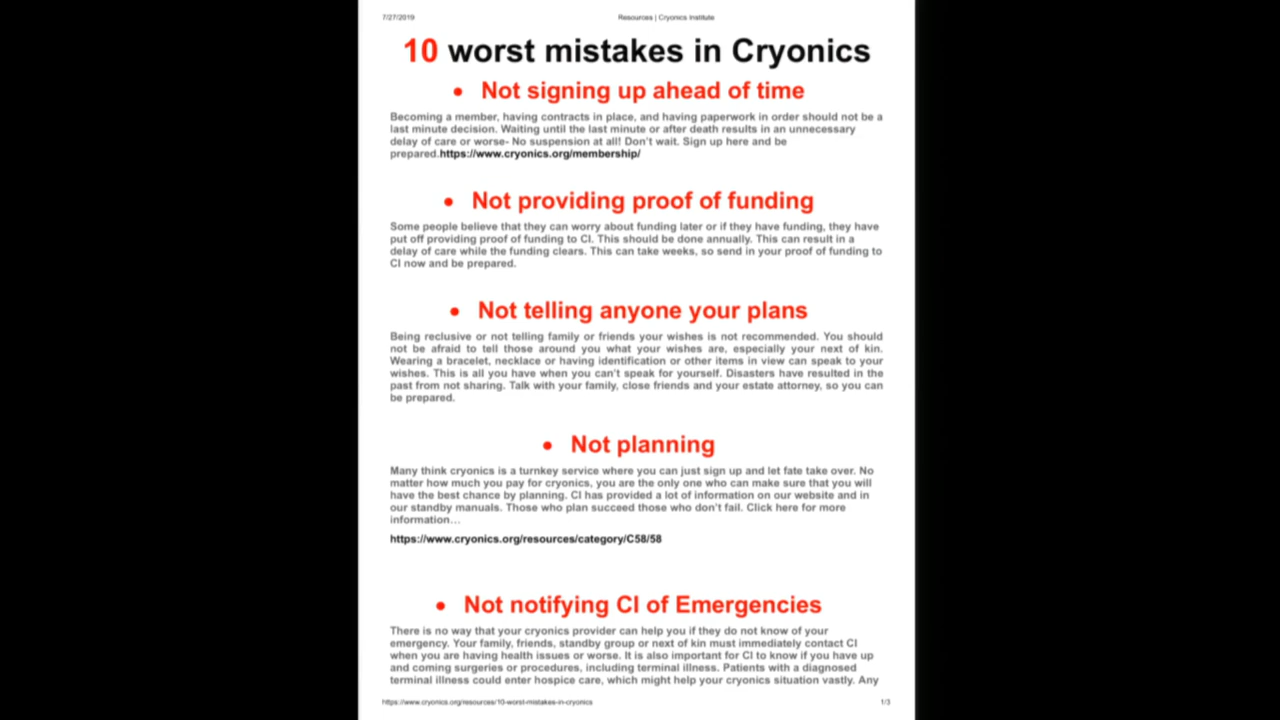 7/27/2019 Resources | Cryonics Institute
10 worst mistakes in Cryonics
• Not signing up ahead of time
Becoming a member, having contracts in place, and having paperwork in order should not be a
last minute decision. Waiting until the last minute or after death results in an unnecessary
delay of care or worse- No suspension at all! Don't wait. Sign up here and be
prepared.https://www.cryonics.org/membership/
• Not providing proof of funding
Some people believe that they can worry about funding later or if they have funding, they have
put off providing proof of funding to CI. This should be done annually. This can result in a
delay of care while the funding clears. This can take weeks, so send in your proof of funding to
CI now and be prepared.
• Not telling anyone your plans
Being reclusive or not telling family or friends your wishes is not recommended. You should
not be afraid to tell those around you what your wishes are, especially your next of kin.
Wearing a bracelet, necklace or having identification or other items in view can speak to your
wishes. This is all you have when you can't speak for yourself. Disasters have resulted in the
past from not sharing. Talk with your family, close friends and your estate attorney, so you can
be prepared.
• Not planning
Many think cryonics is a turnkey service where you can just sign up and let fate take over. No
matter how much you pay for cryonics, you are the only one who can make sure that you will
have the best chance by planning. CI has provided a lot of information on our website and in
our standby manuals. Those who plan succeed those who don't fail. Click here for more
information...
https://www.cryonics.org/resources/category/C58/58
• Not notifying CI of Emergencies
There is no way that your cryonics provider can help you if they do not know of your
emergency. Your family, friends, standby group or next of kin must immediately contact CI
when you are having health issues or worse. It is also important for CI to know if you have up
and coming surgeries or procedures, including terminal illness. Patients with a diagnosed
terminal illness could enter hospice care, which might help your cryonics situation vastly. Any
https://www.cryonics.org/resources/10-worst-mistakes-in-cryonics 1/3